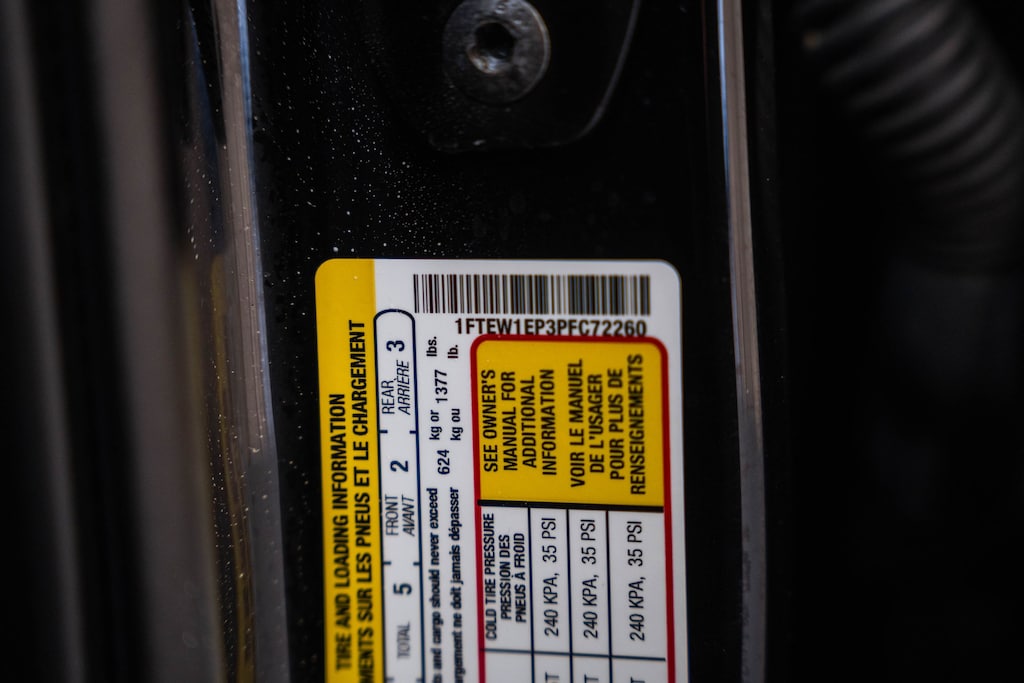 1FTEW1EP3PFC72260
TIRE AND LOADING INFORMATION
MENTS SUR LES PNEUS ET LE CHARGEMENT
TOTAL 5 FRONT AVANT 2 REAR ARRIÈRE 3
s and cargo should never exceed 624 kg or 1377 lbs.
argement ne doit jamais dépasser kg ou lb.
COLD TIRE PRESSURE
PRESSION DES
PNEUS À FROID
240 KPA, 35 PSI
240 KPA, 35 PSI
240 KPA, 35 PSI
SEE OWNER'S
MANUAL FOR
ADDITIONAL
INFORMATION
VOIR LE MANUEL
DE L'USAGER
POUR PLUS DE
RENSEIGNEMENTS